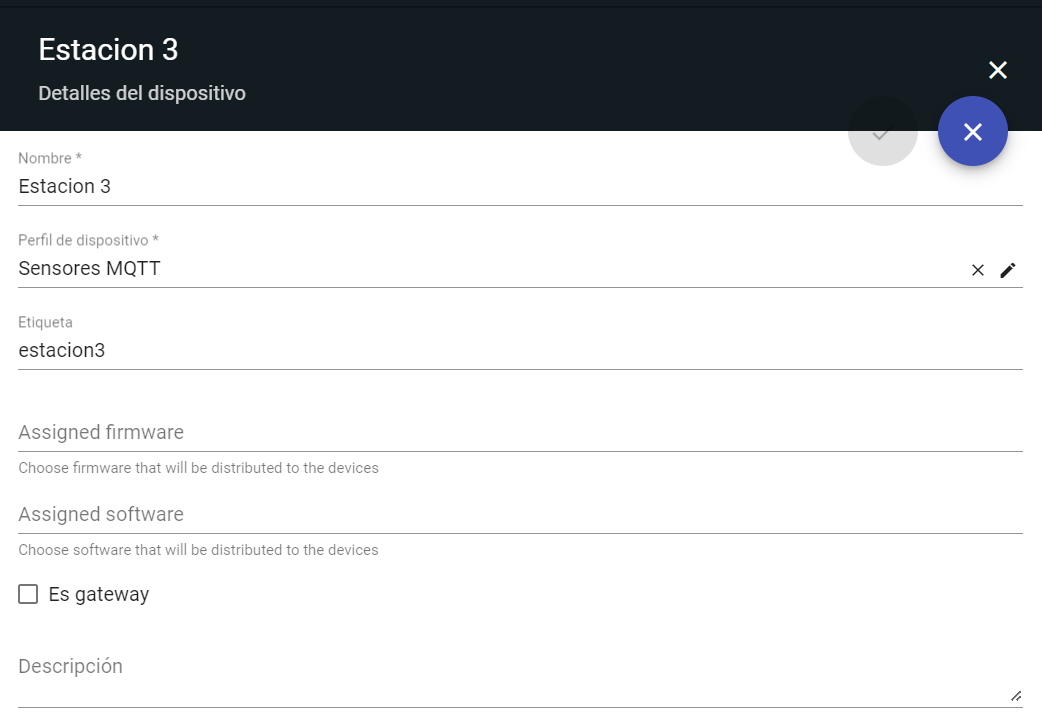 Estacion 3
Detalles del dispositivo
Nombre *
Estacion 3
Perfil de dispositivo *
Sensores MQTT
Etiqueta
estacion3
Assigned firmware
Choose firmware that will be distributed to the devices
Assigned software
Choose software that will be distributed to the devices
Es gateway
Descripción